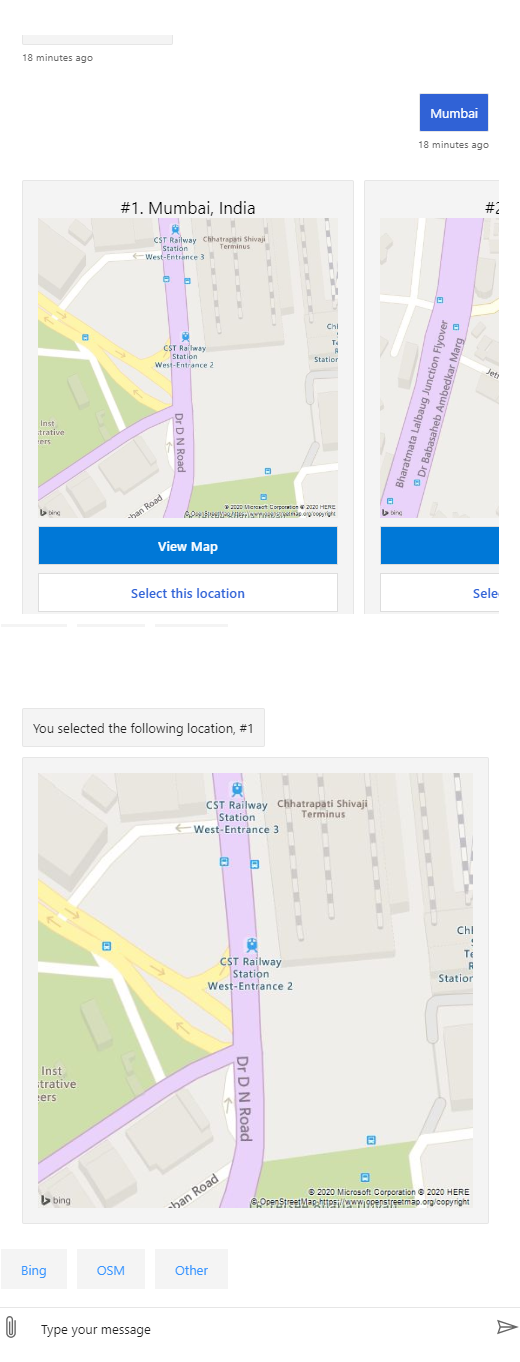 18 minutes ago
Mumbai
18 minutes ago
#1. Mumbai, India
CST Railway
Station
West-Entrance 3
Chhatrapati Shivaji
Terminus
CST Railway
Station
West-Entrance 2
Station
Inst
trative
eers
Dr D N Road
ban Road
bing
© 2020 Microsoft Corporation © 2020 HERE
© OpenStreetMap https://www.openstreetmap.org/copyright
View Map
Select this location
#2
Bharatmata Lalbaug Junction Flyover
Dr Babasaheb Ambedkar Marg
bing
You selected the following location, #1
CST Railway
Station
West-Entrance 3
Chhatrapati Shivaji
Terminus
CST Railway
Station
West-Entrance 2
Station
Inst
trative
eers
Dr D N Road
ban Road
bing
© 2020 Microsoft Corporation © 2020 HERE
© OpenStreetMap https://www.openstreetmap.org/copyright
Bing
OSM
Other
Type your message